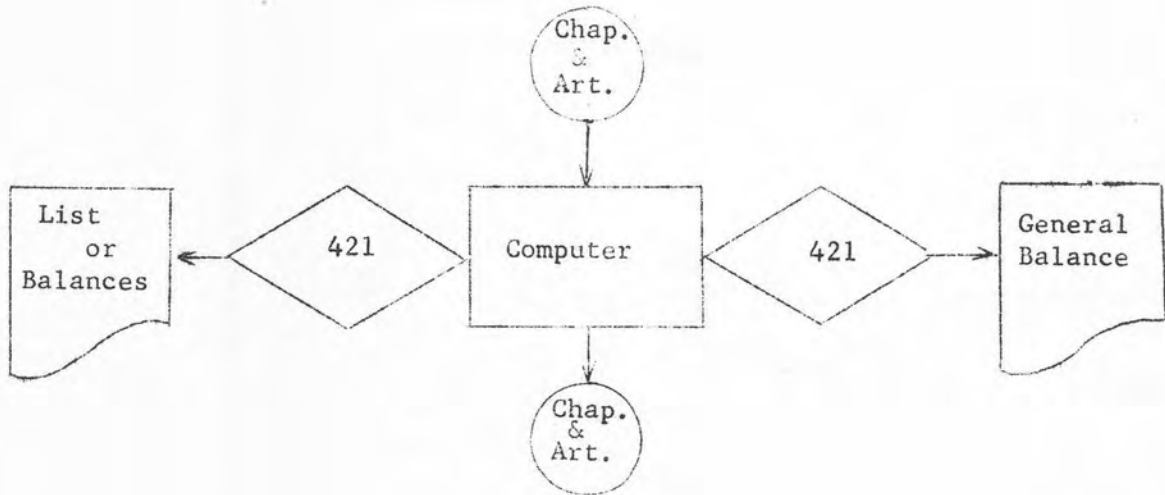 Chap.
&
Art.
List
or
Balances
421
Computer
421
General
Balance
Chap.
&
Art.